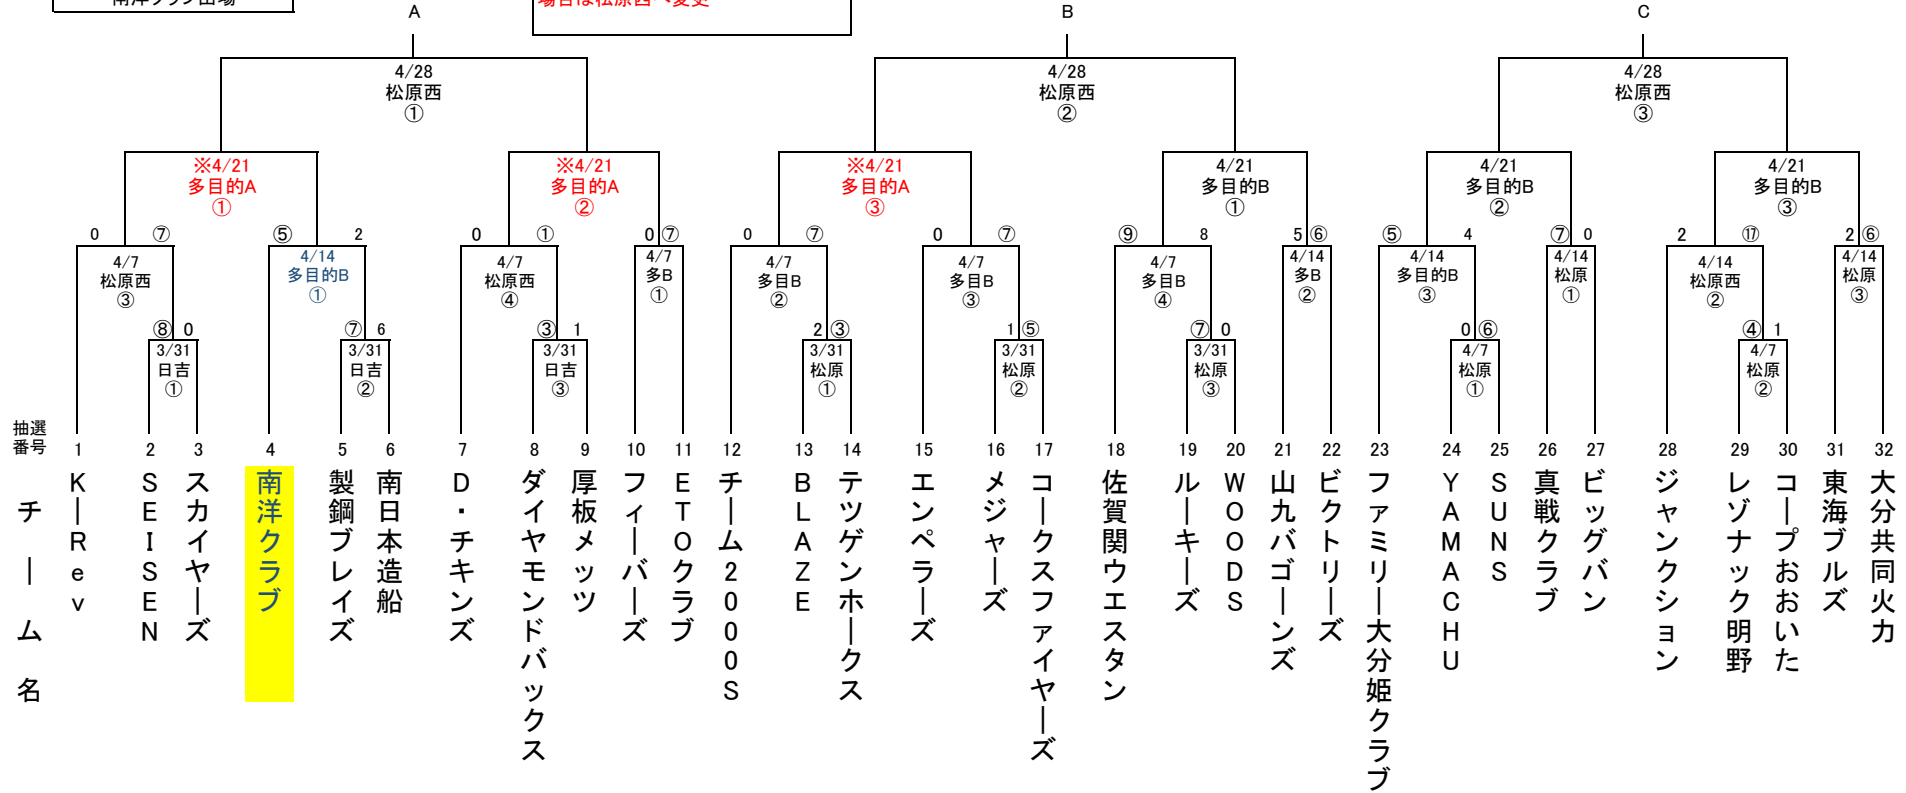 A
B
C
4/28
松原西
①
4/28
松原西
②
4/28
松原西
③
※4/21
多目的A
①
※4/21
多目的A
②
※4/21
多目的A
③
4/21
多目的B
①
4/21
多目的B
②
4/21
多目的B
③
0 ⑦ ⑤ 2 0 ① 0 ⑦ 0 ⑦ 0 ⑦ ⑨ 8 5 ⑥ ⑤ 4 ⑦ 0 2 ⑰ 2 ⑥
4/7
松原西
③
4/14
多目的B
①
4/7
松原西
④
4/7
多B
①
4/7
多目B
②
4/7
多目B
③
4/7
多目B
④
4/14
多B
②
4/14
多目的B
③
4/14
松原
①
4/14
松原西
②
4/14
松原
③
⑧ 0 ⑦ 6 ③ 1 2 ③ 1 ⑤ ⑦ 0 0 ⑥ ④ 1
3/31
日吉
①
3/31
日吉
②
3/31
日吉
③
3/31
松原
①
3/31
松原
②
3/31
松原
③
4/7
松原
①
4/7
松原
②
抽選
番号
1 2 3 4 5 6 7 8 9 10 11 12 13 14 15 16 17 18 19 20 21 22 23 24 25 26 27 28 29 30 31 32
チーム名
K―Rev
SEISEN
スカイヤーズ
南洋クラブ
製鋼ブレイズ
南日本造船
D・チキンズ
ダイヤモンドバックス
厚板メッツ
フィーバーズ
ETOクラブ
チーム2000S
BLAZE
テツゲンホークス
エンペラーズ
メジャーズ
コークスファイヤーズ
佐賀関ウエスタン
ルーキーズ
WOODS
山九バゴーンズ
ビクトリーズ
ファミリー大分姫クラブ
YAMACHU
SUNS
真戦クラブ
ビッグバン
ジャンクション
レゾナック明野
コープおおいた
東海ブルズ
大分共同火力